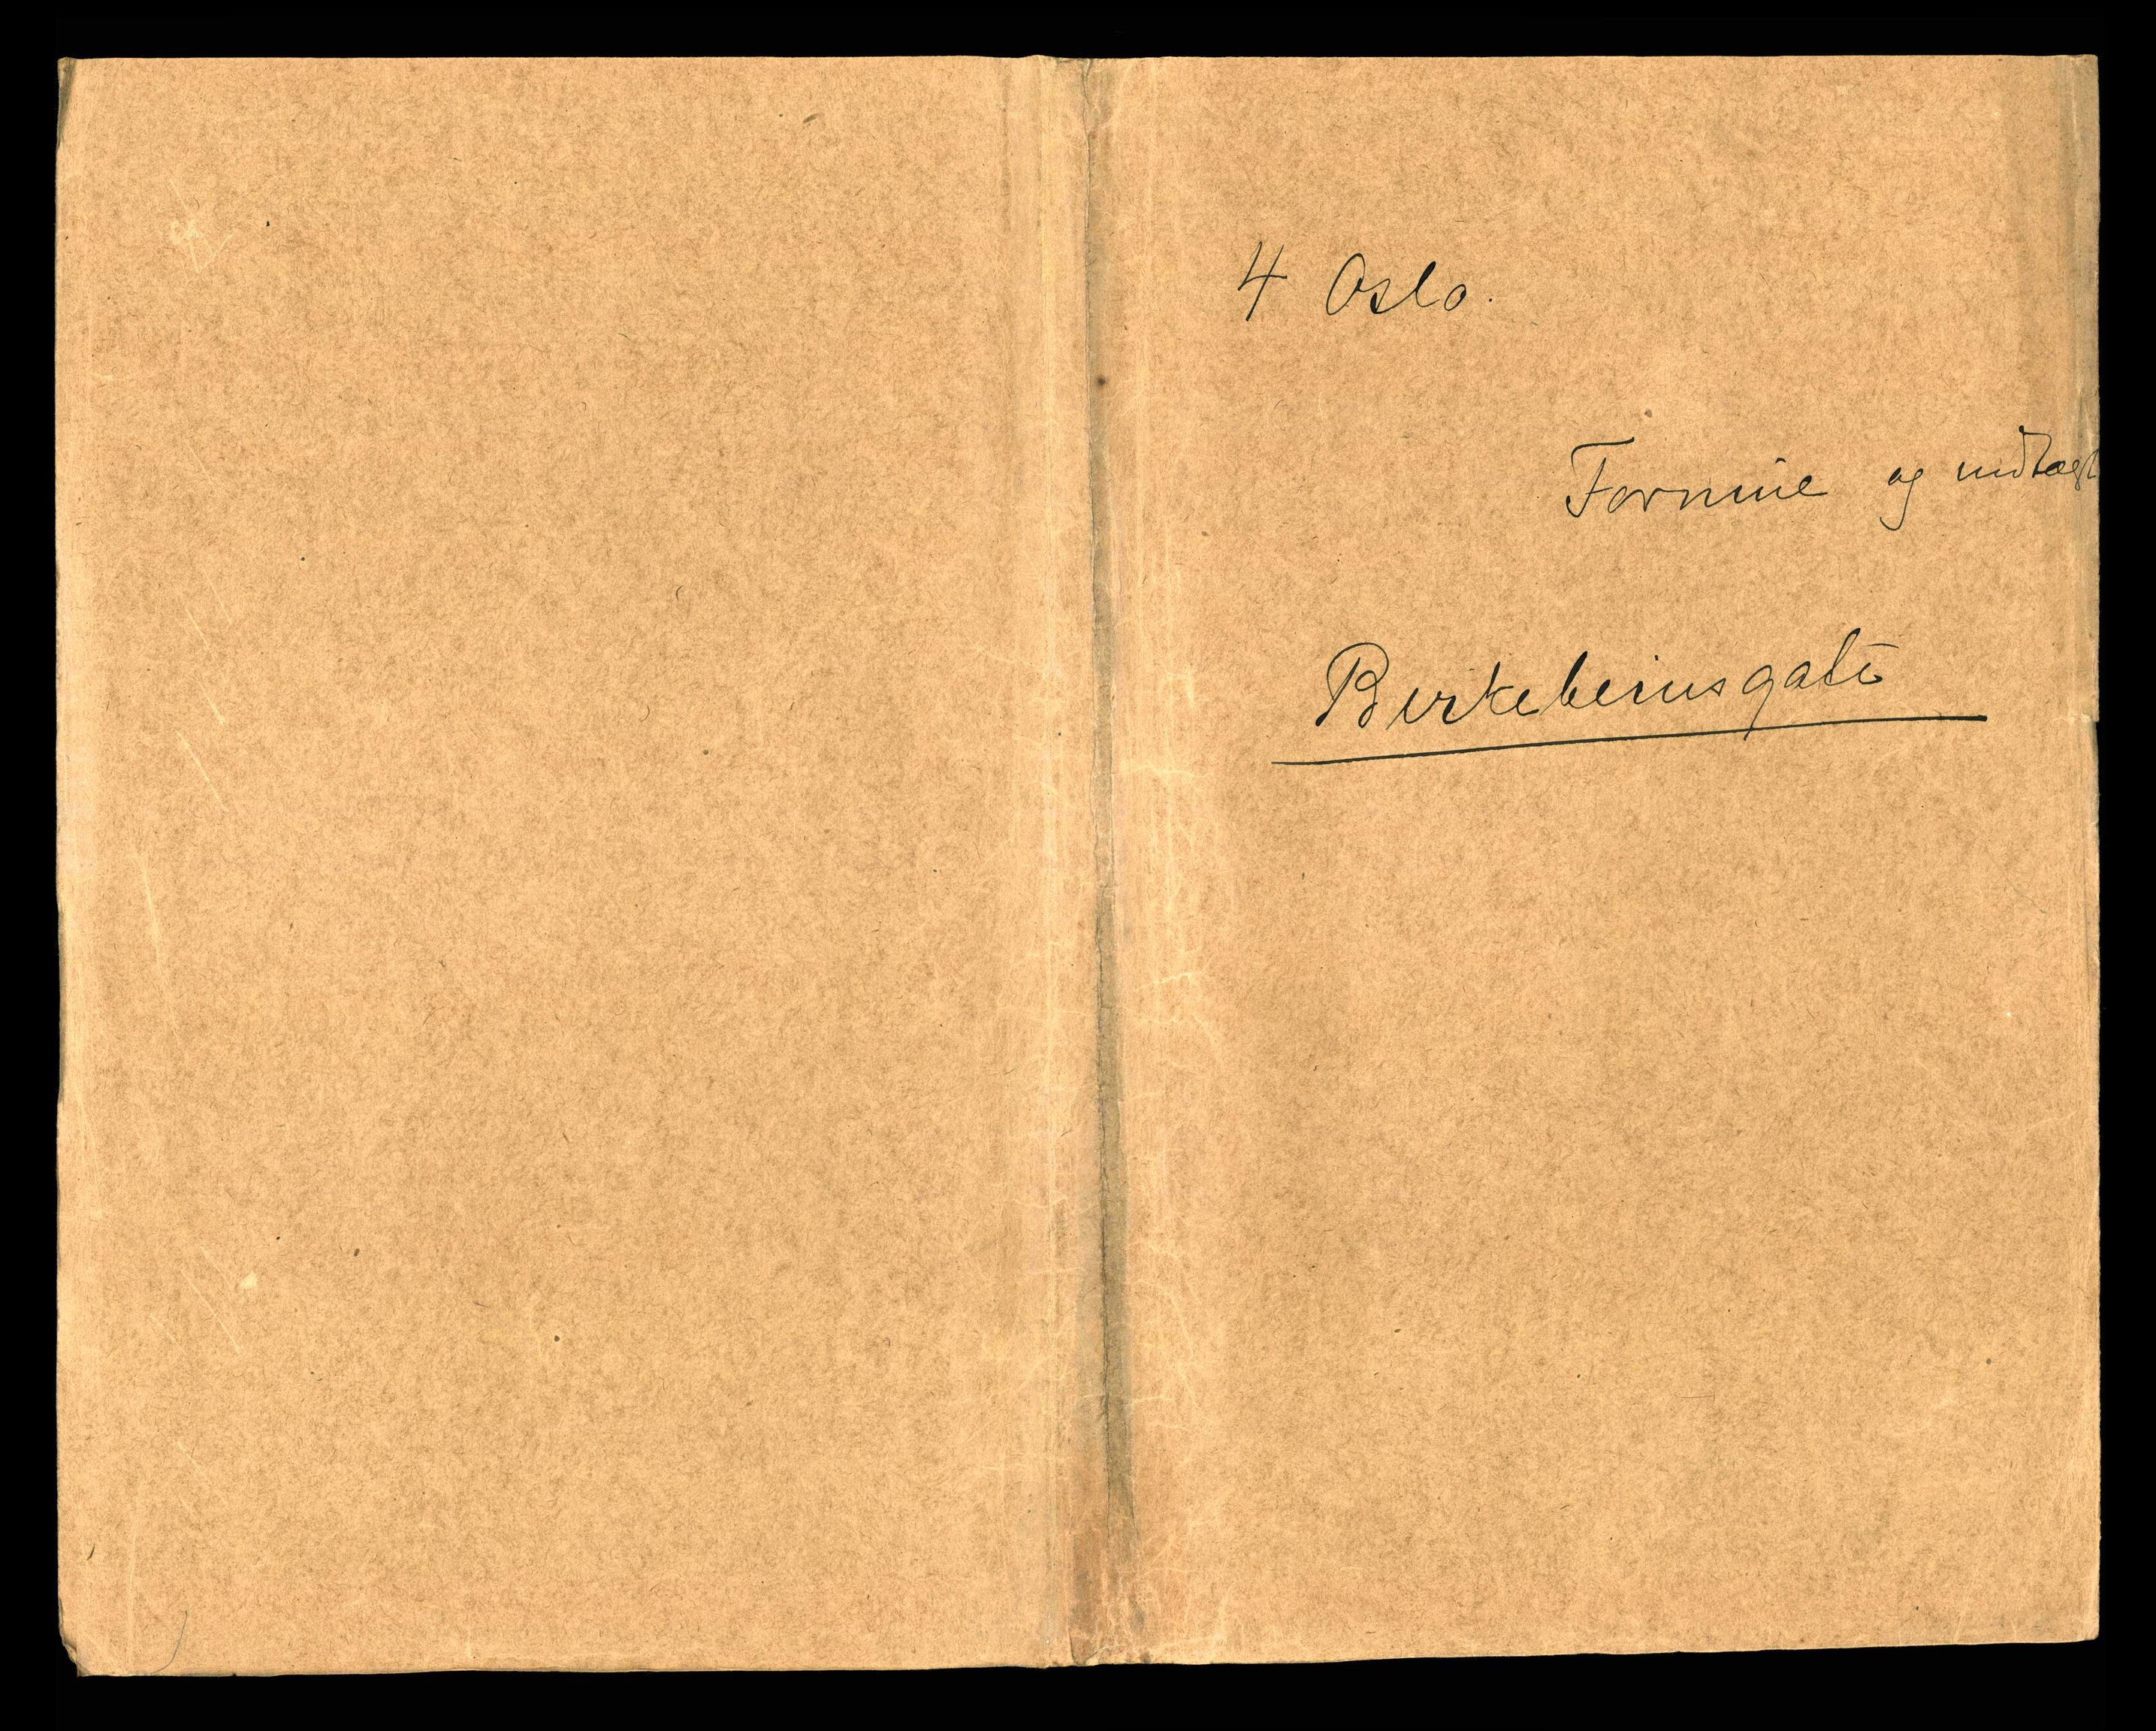 4 Oslo.
Formue og indtægt
Birkebeinsgate